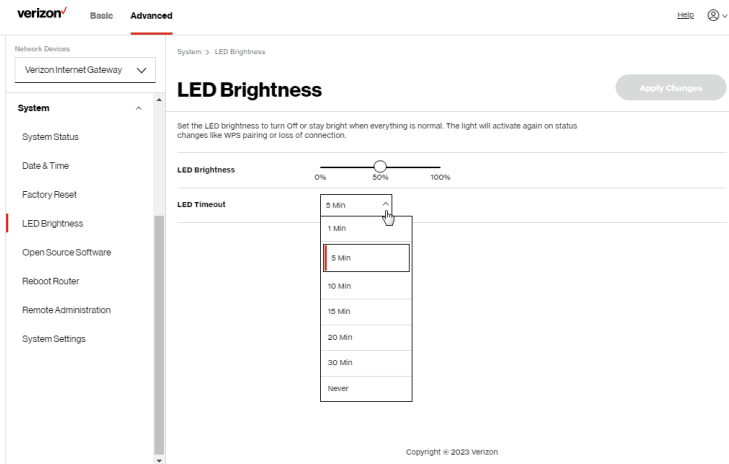 verizon✓
Basic
Advanced
Help
Network Devices
Verizon Internet Gateway
System
System Status
Date & Time
Factory Reset
LED Brightness
Open Source Software
Reboot Router
Remote Administration
System Settings
System > LED Brightness
LED Brightness
Apply Changes
Set the LED brightness to turn Off or stay bright when everything is normal. The light will activate again on status
changes like WPS pairing or loss of connection.
LED Brightness
0% 50% 100%
LED Timeout
5 Min
1 Min
5 Min
10 Min
15 Min
20 Min
30 Min
Never
Copyright © 2023 Verizon